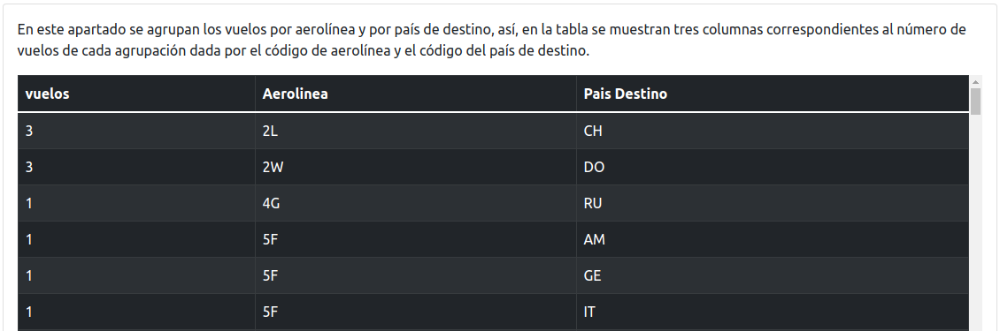 En este apartado se agrupan los vuelos por aerolínea y por país de destino, así, en la tabla se muestran tres columnas correspondientes al número de
vuelos de cada agrupación dada por el código de aerolínea y el código del país de destino.
vuelos Aerolinea Pais Destino
3 2L CH
3 2W DO
1 4G RU
1 5F AM
1 5F GE
1 5F IT